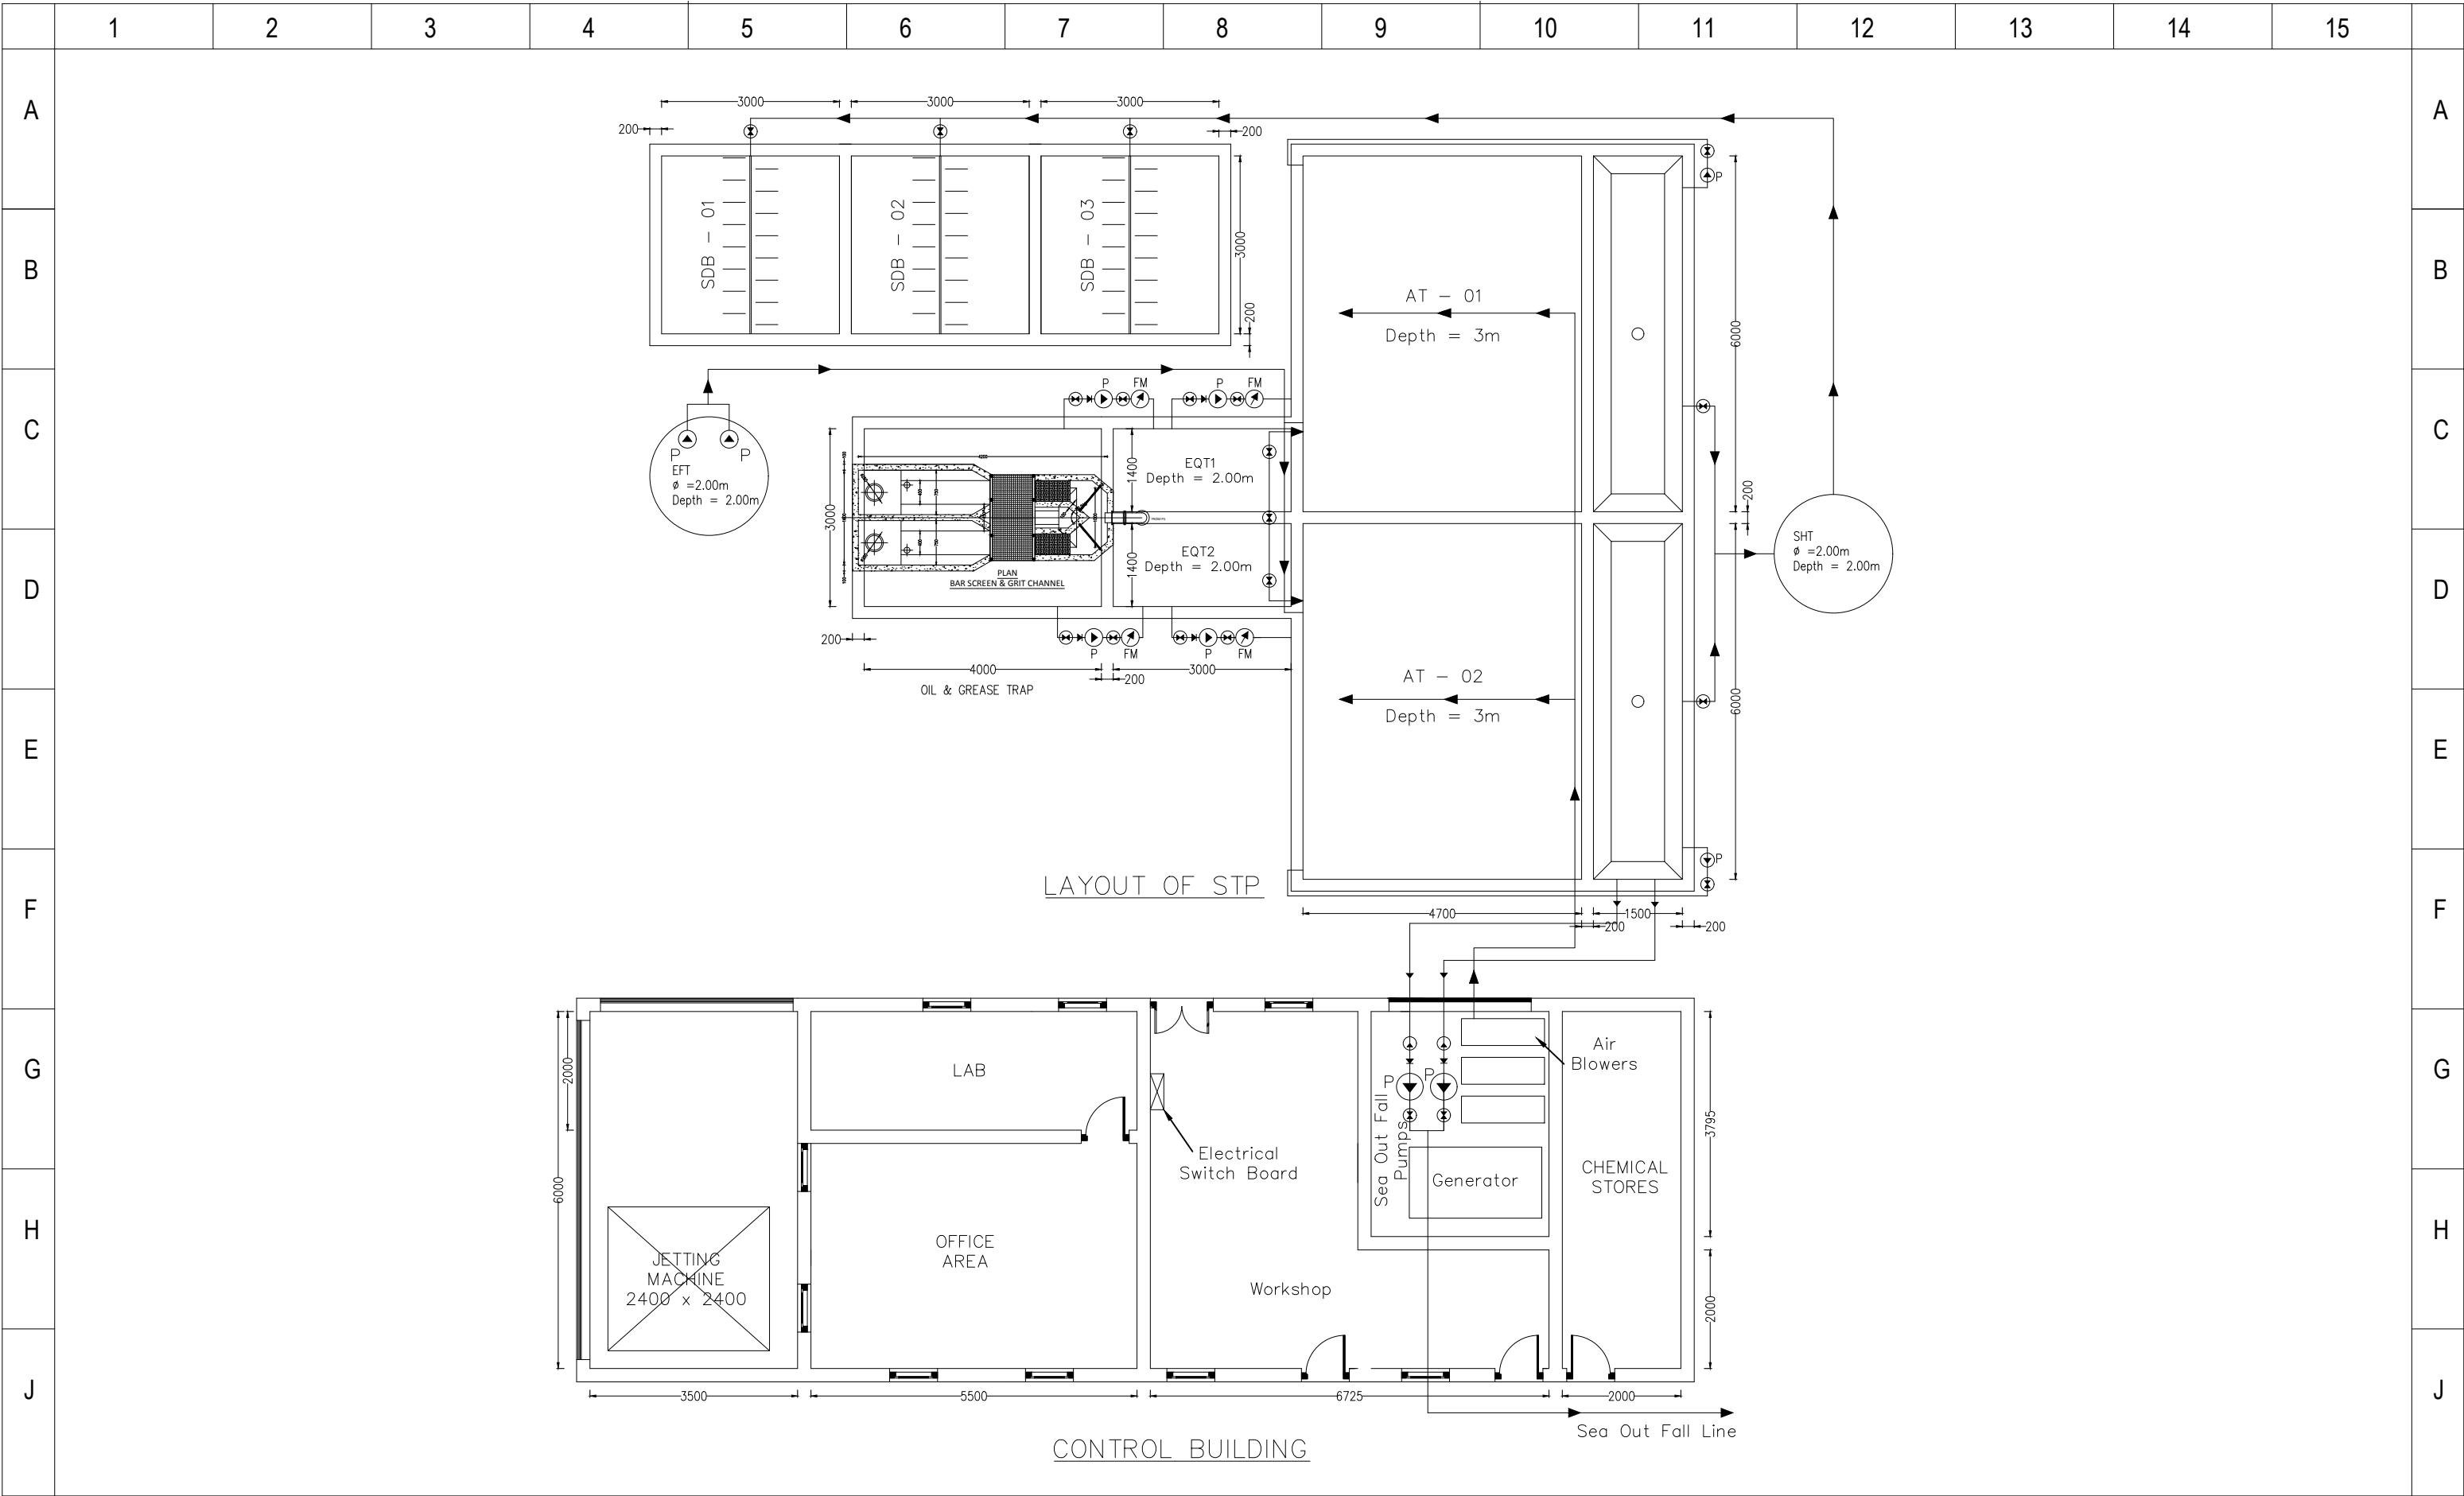 1 2 3 4 5 6 7 8 9 10 11 12 13 14 15
A A
B B
C C
D D
E E
F F
G G
H H
J J
3000 3000 3000
200 200
P
SDB - 01
SDB - 02
SDB - 03
3000
200
AT - 01
Depth = 3m
6000
P FM P FM
P P
EFT
ø =2.00m
Depth = 2.00m
3000
1400
EQT1
Depth = 2.00m
200
1400
EQT2
Depth = 2.00m
SHT
ø =2.00m
Depth = 2.00m
PLAN
BAR SCREEN & GRIT CHANNEL
200
P FM P FM
4000 200 3000
OIL & GREASE TRAP
AT - 02
Depth = 3m
6000
P
LAYOUT OF STP
4700 200 1500 200
2000
6000
LAB
Air
Blowers
P P
Sea Out Fall
Pumps
3795
Electrical
Switch Board
Generator
CHEMICAL
STORES
OFFICE
AREA
JETTING
MACHINE
2400 x 2400
Workshop
2000
3500 5500 6725 2000
Sea Out Fall Line
CONTROL BUILDING